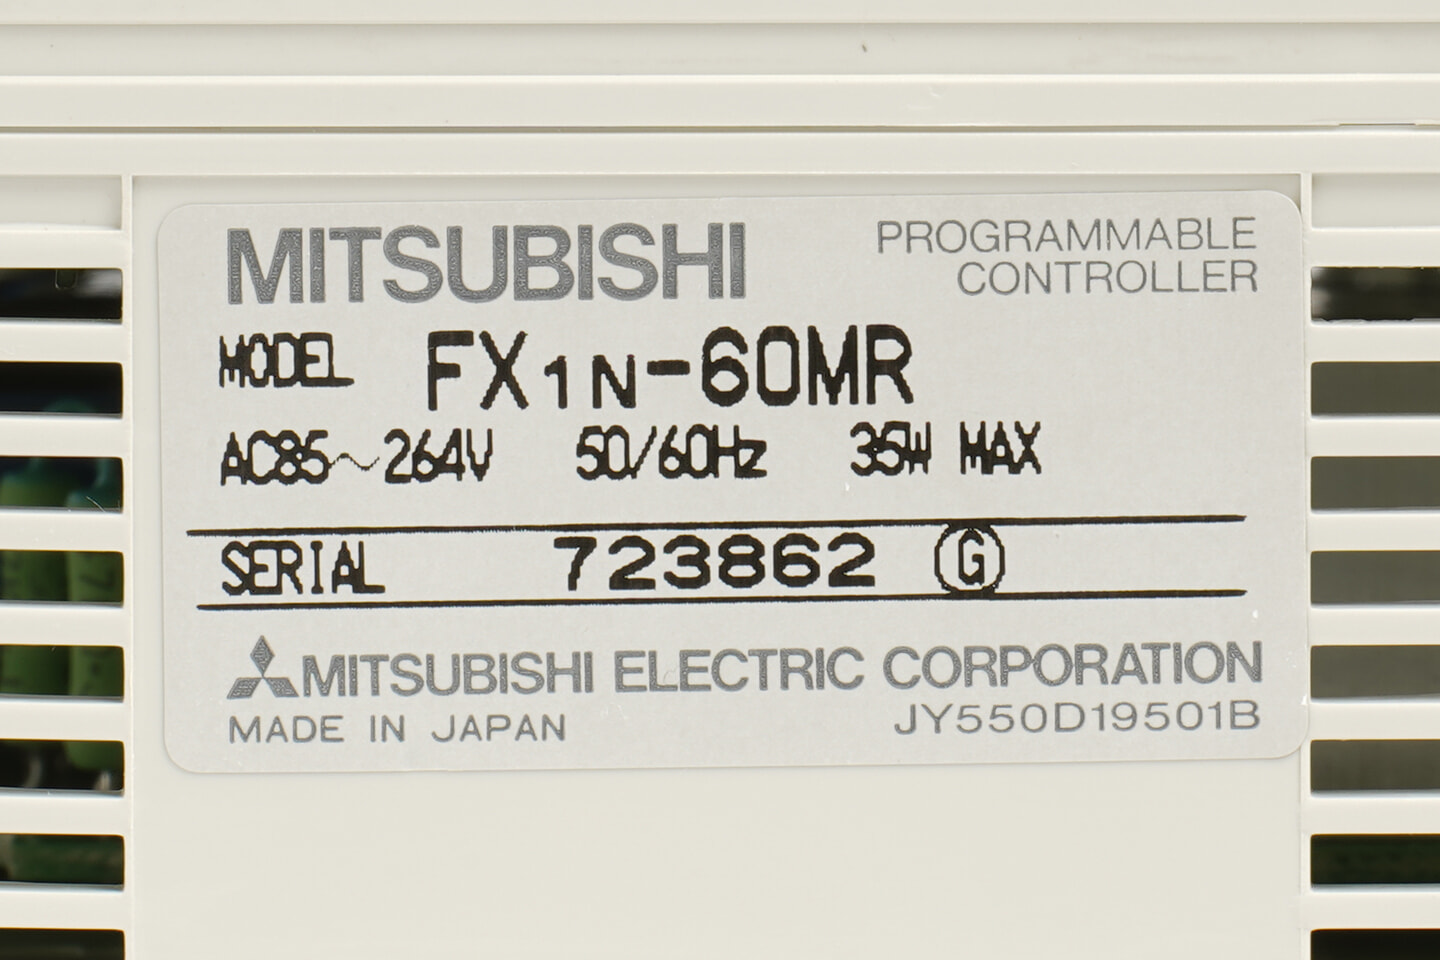 MITSUBISHI
PROGRAMMABLE
CONTROLLER
MODEL FX1N-60MR
AC85~264V 50/60Hz 35W MAX
SERIAL 723862 Ⓖ
MITSUBISHI ELECTRIC CORPORATION
MADE IN JAPAN JY550D19501B